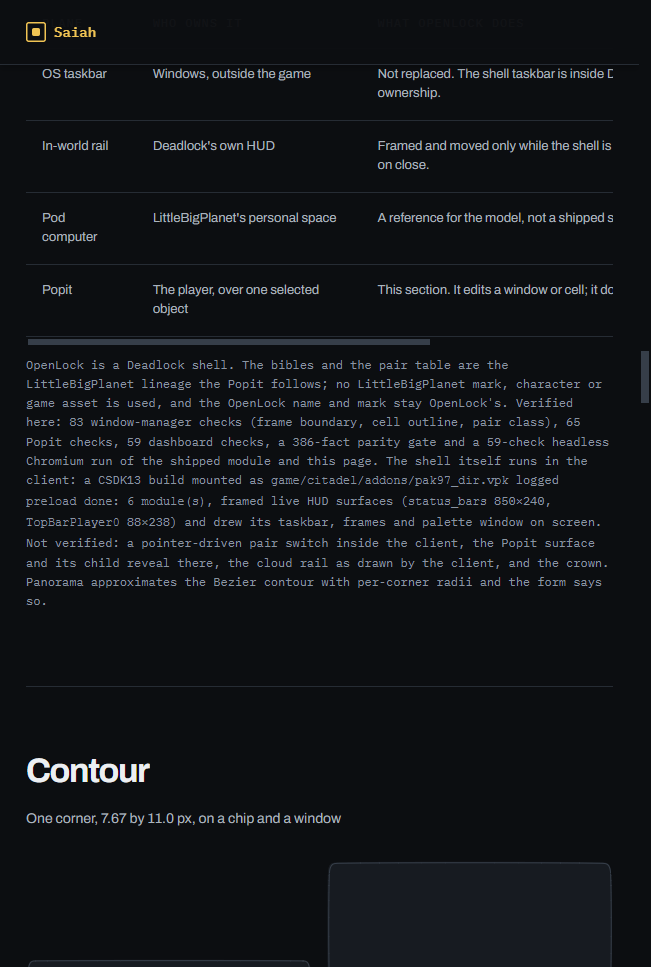 Saiah
OS taskbar
Windows, outside the game
Not replaced. The shell taskbar is inside D
ownership.
In-world rail
Deadlock's own HUD
Framed and moved only while the shell is
on close.
Pod
computer
LittleBigPlanet's personal space
A reference for the model, not a shipped s
Popit
The player, over one selected
object
This section. It edits a window or cell; it do
OpenLock is a Deadlock shell. The bibles and the pair table are the
LittleBigPlanet lineage the Popit follows; no LittleBigPlanet mark, character or
game asset is used, and the OpenLock name and mark stay OpenLock's. Verified
here: 83 window-manager checks (frame boundary, cell outline, pair class), 65
Popit checks, 59 dashboard checks, a 386-fact parity gate and a 59-check headless
Chromium run of the shipped module and this page. The shell itself runs in the
client: a CSDK13 build mounted as game/citadel/addons/pak97_dir.vpk logged
preload done: 6 module(s), framed live HUD surfaces (status_bars 850×240,
TopBarPlayer0 88×238) and drew its taskbar, frames and palette window on screen.
Not verified: a pointer-driven pair switch inside the client, the Popit surface
and its child reveal there, the cloud rail as drawn by the client, and the crown.
Panorama approximates the Bezier contour with per-corner radii and the form says
so.
Contour
One corner, 7.67 by 11.0 px, on a chip and a window